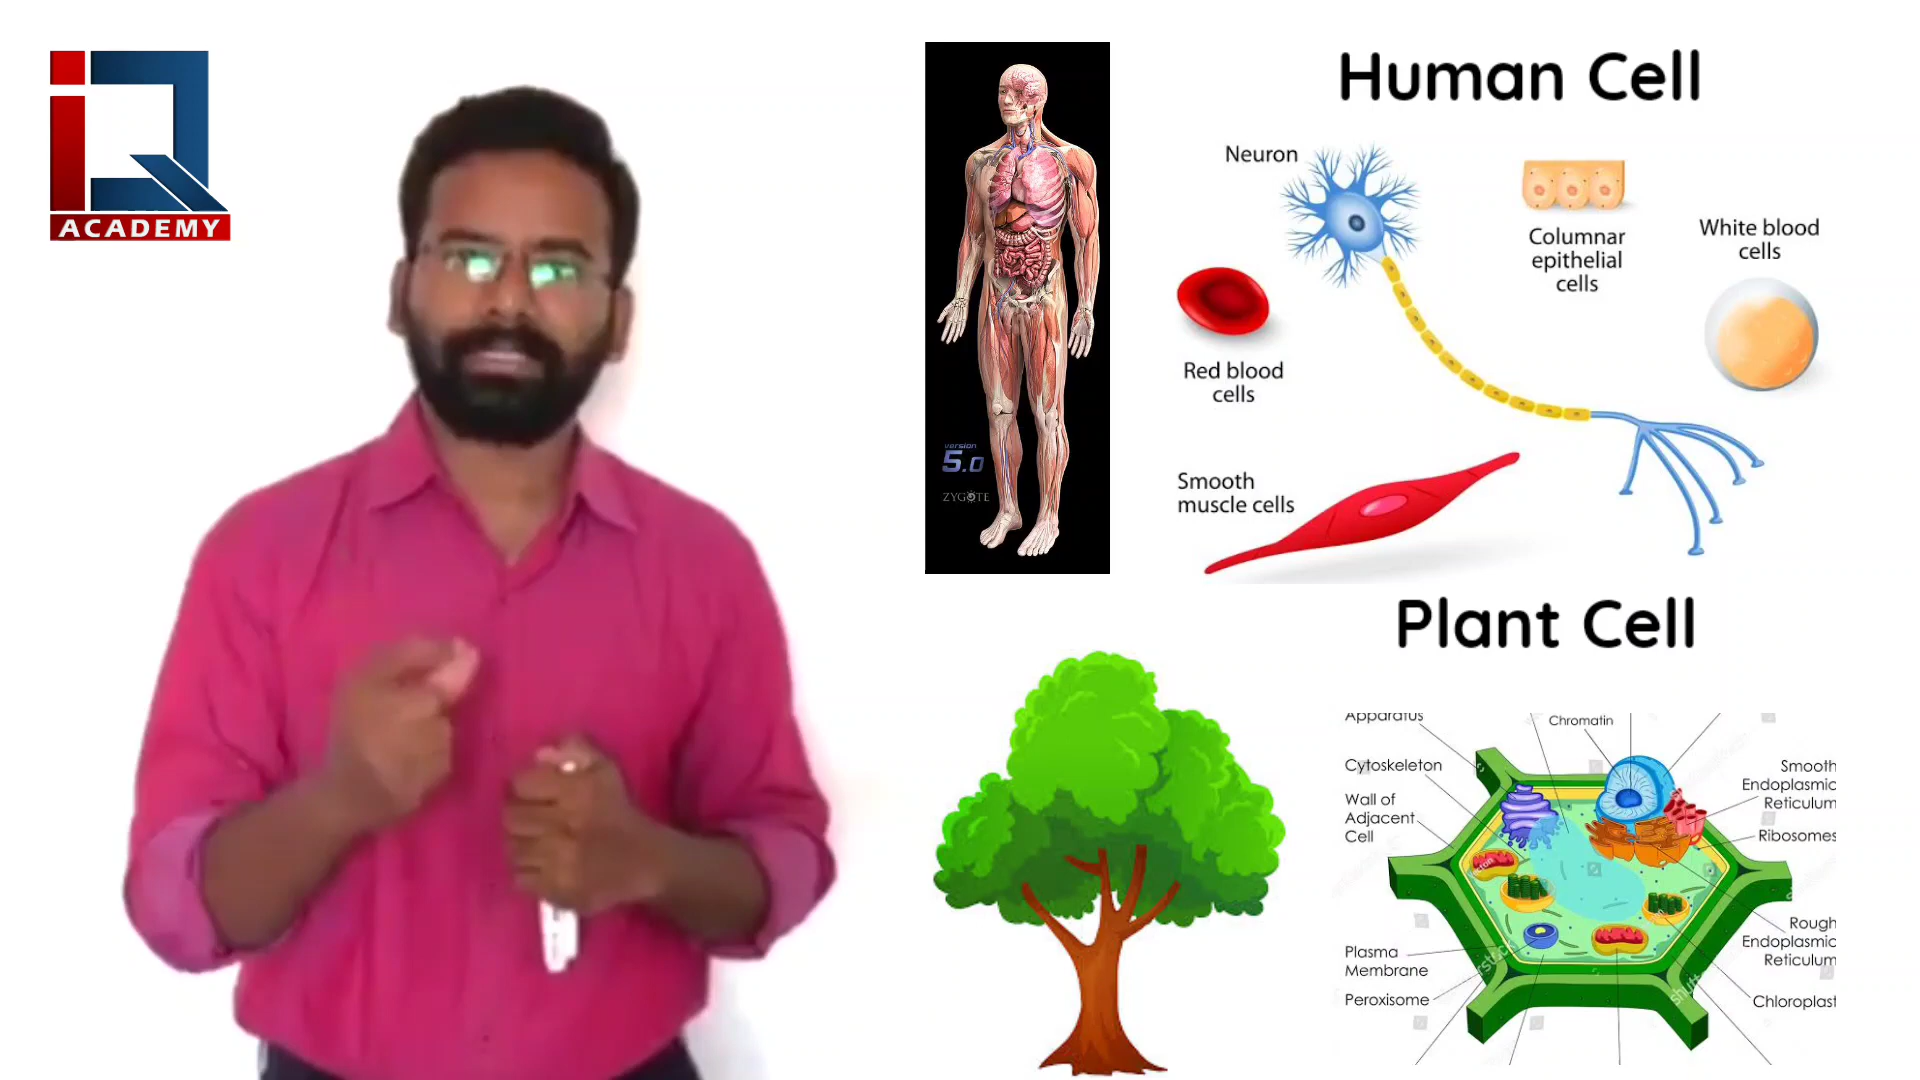 ACADEMY
Human Cell
Neuron
Columnar
epithelial
cells
White blood
cells
Red blood
cells
Smooth
muscle cells
version
5.0
ZYGOTE
Plant Cell
Apparatus
Chromatin
Cytoskeleton
Wall of
Adjacent
Cell
Smooth
Endoplasmic
Reticulum
Ribosomes
Rough
Endoplasmic
Reticulum
Plasma
Membrane
Peroxisome
Chloroplast